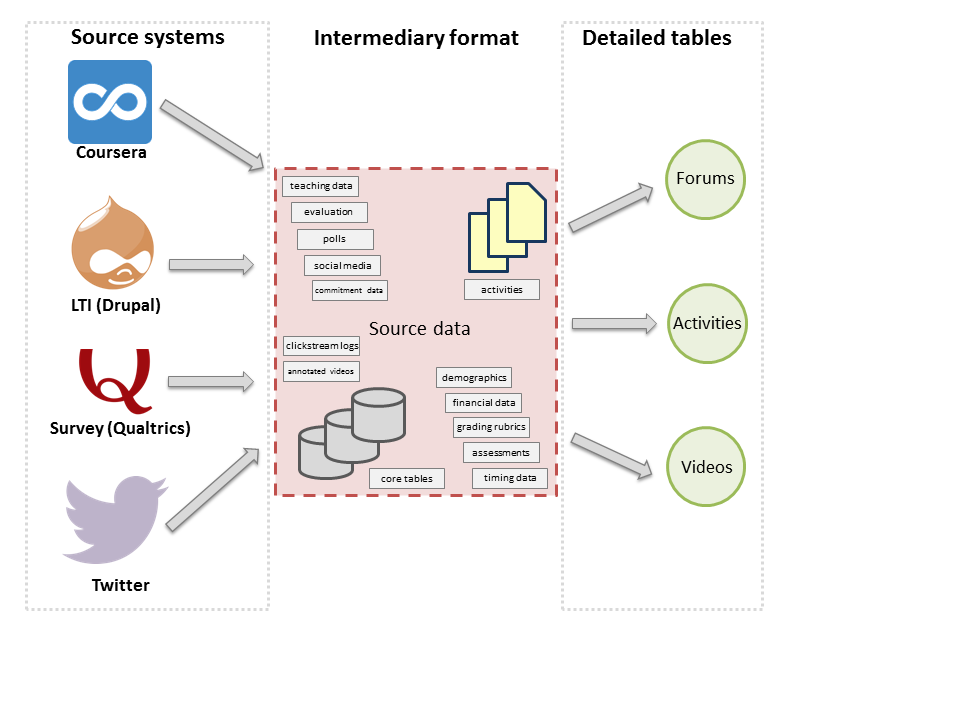 Source systems
Coursera
LTI (Drupal)
Survey (Qualtrics)
Twitter
Intermediary format
teaching data
evaluation
polls
social media
commitment data
activities
Source data
clickstream logs
annotated videos
demographics
financial data
grading rubrics
assessments
timing data
core tables
Detailed tables
Forums
Activities
Videos